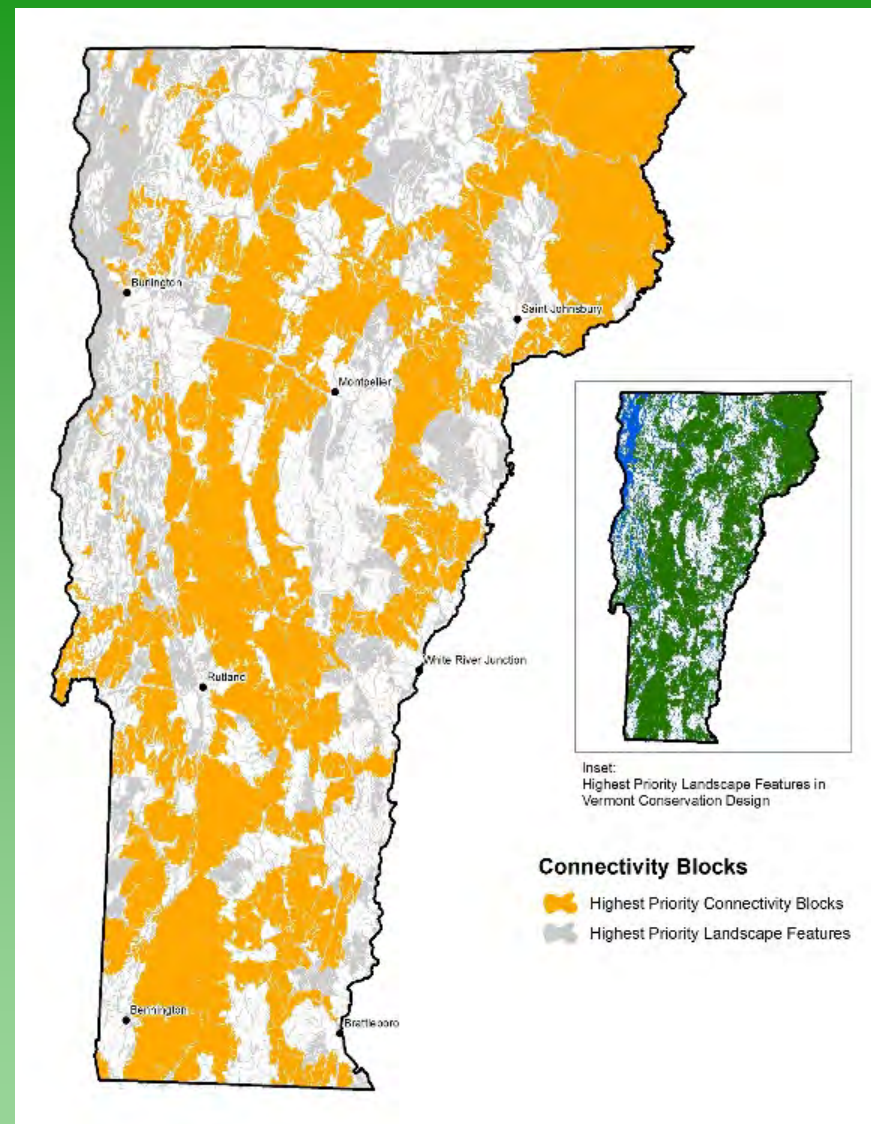 Burlington
Saint Johnsbury
Montpelier
White River Junction
Rutland
Inset:
Highest Priority Landscape Features in
Vermont Conservation Design
Connectivity Blocks
Highest Priority Connectivity Blocks
Highest Priority Landscape Features
Bennington
Brattleboro